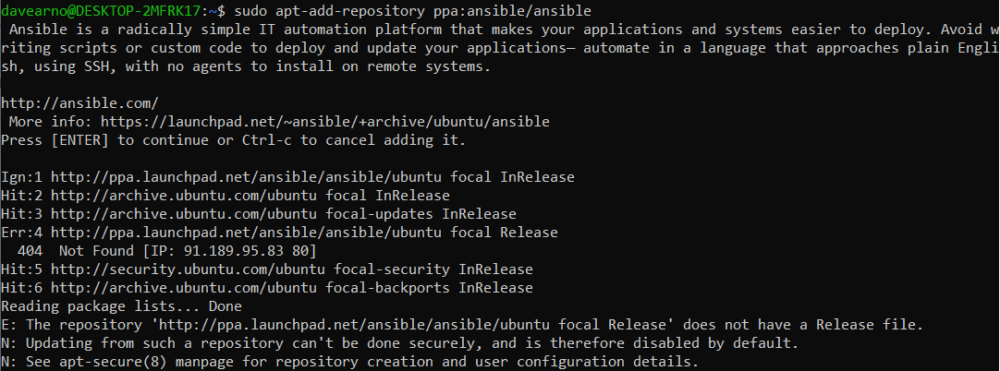 davearno@DESKTOP-2MFRK17:~$ sudo apt-add-repository ppa:ansible/ansible
 Ansible is a radically simple IT automation platform that makes your applications and systems easier to deploy. Avoid w
riting scripts or custom code to deploy and update your applications— automate in a language that approaches plain Engli
sh, using SSH, with no agents to install on remote systems.

http://ansible.com/
 More info: https://launchpad.net/~ansible/+archive/ubuntu/ansible
Press [ENTER] to continue or Ctrl-c to cancel adding it.

Ign:1 http://ppa.launchpad.net/ansible/ansible/ubuntu focal InRelease
Hit:2 http://archive.ubuntu.com/ubuntu focal InRelease
Hit:3 http://archive.ubuntu.com/ubuntu focal-updates InRelease
Err:4 http://ppa.launchpad.net/ansible/ansible/ubuntu focal Release
  404  Not Found [IP: 91.189.95.83 80]
Hit:5 http://security.ubuntu.com/ubuntu focal-security InRelease
Hit:6 http://archive.ubuntu.com/ubuntu focal-backports InRelease
Reading package lists... Done
E: The repository 'http://ppa.launchpad.net/ansible/ansible/ubuntu focal Release' does not have a Release file.
N: Updating from such a repository can't be done securely, and is therefore disabled by default.
N: See apt-secure(8) manpage for repository creation and user configuration details.